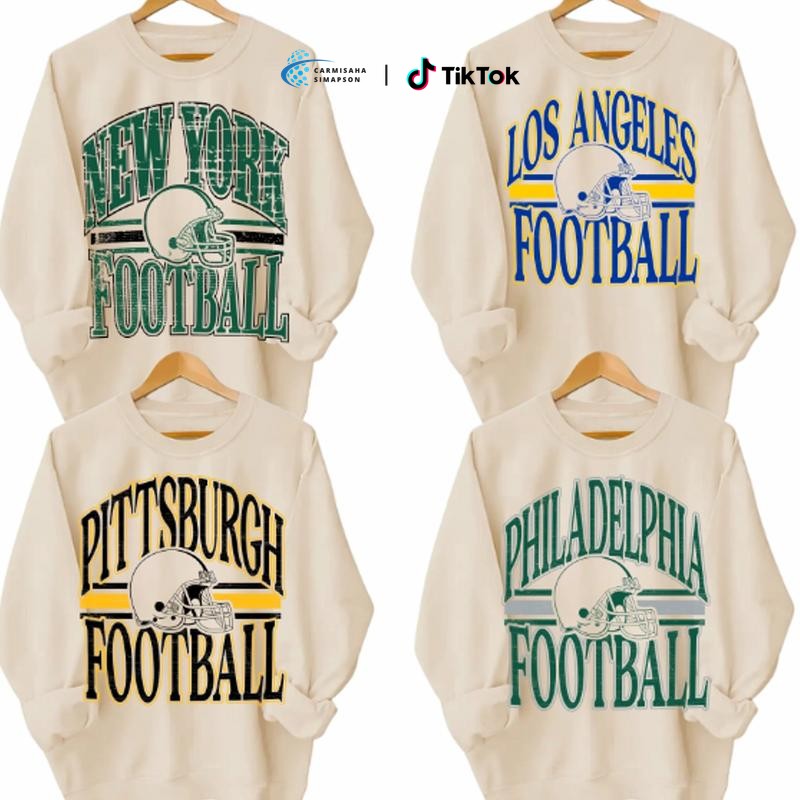 CARMISAHA
SIMAPSON
|
TikTok
NEW YORK
FOOTBALL
LOS ANGELES
FOOTBALL
PITTSBURGH
FOOTBALL
PHILADELPHIA
FOOTBALL